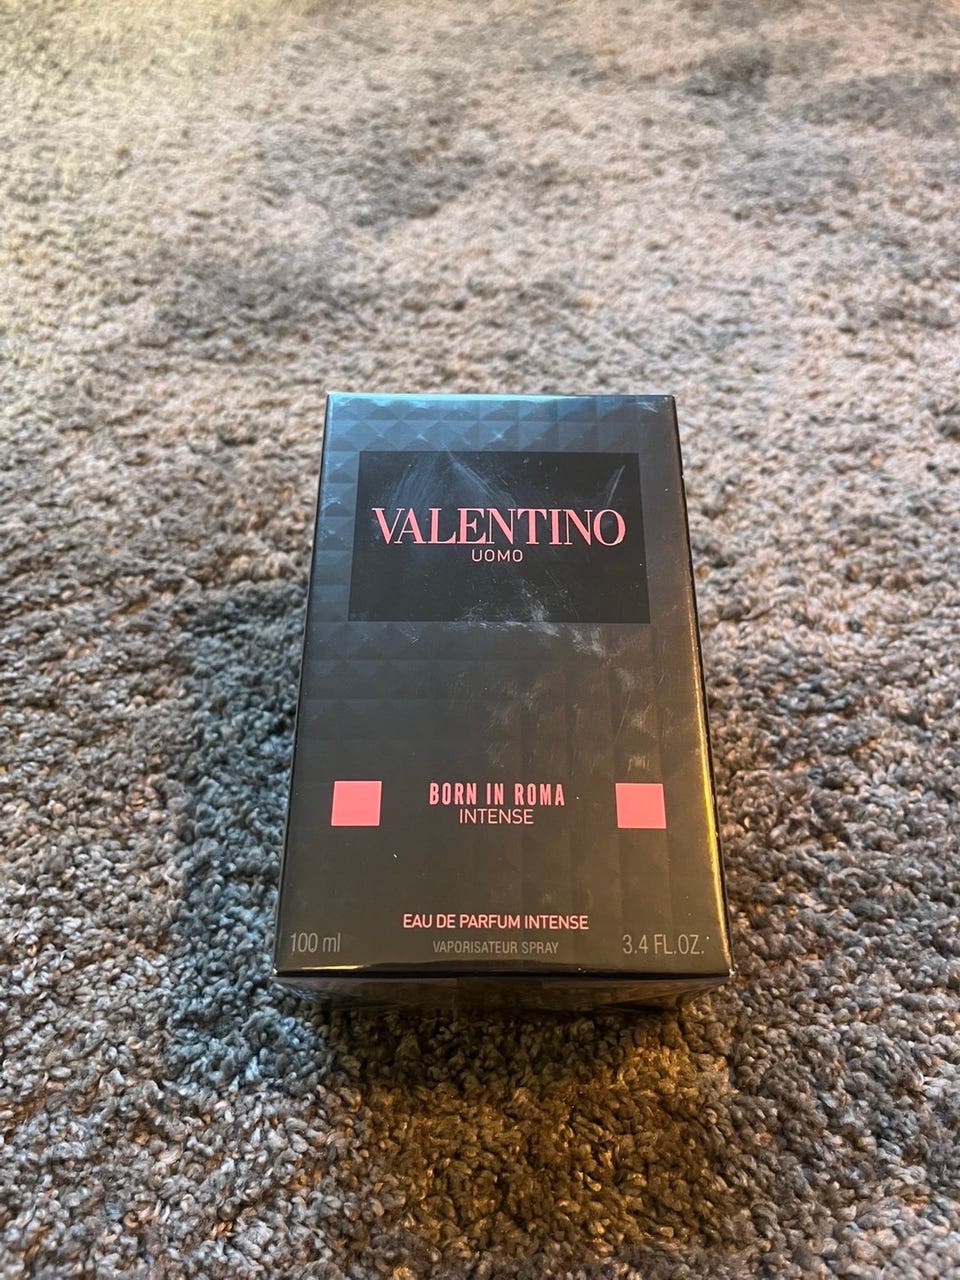 VALENTINO
UOMO
BORN IN ROMA
INTENSE
EAU DE PARFUM INTENSE
100 ml VAPORISATEUR SPRAY 3.4 FL.OZ.